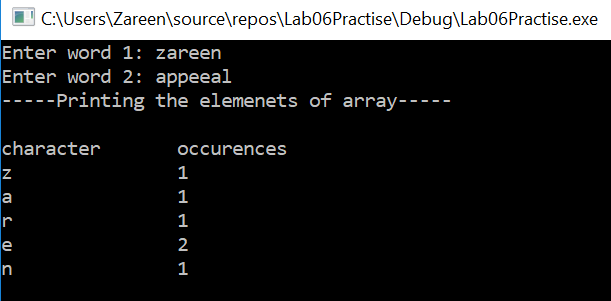 C:\Users\Zareen\source\repos\Lab06Practise\Debug\Lab06Practise.exe
Enter word 1: zareen
Enter word 2: appeeal
-----Printing the elemenets of array-----
character occurences
z 1
a 1
r 1
e 2
n 1